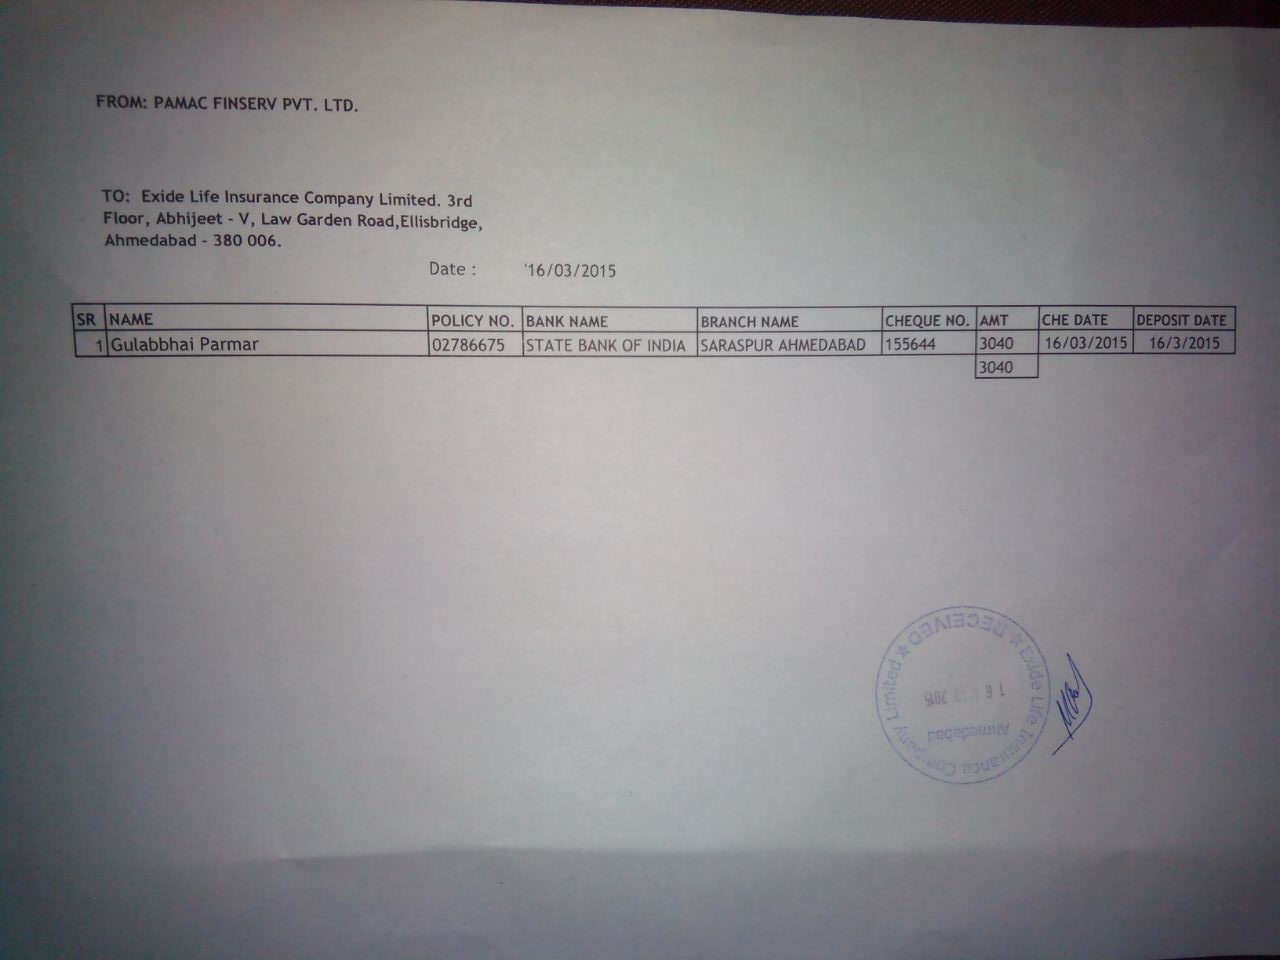 FROM: PAMAC FINSERV PVT. LTD.
TO: Exide Life Insurance Company Limited. 3rd
Floor, Abhijeet - V, Law Garden Road,Ellisbridge,
Ahmedabad - 380 006.
Date : '16/03/2015
SR NAME POLICY NO. BANK NAME BRANCH NAME CHEQUE NO. AMT CHE DATE DEPOSIT DATE
1 Gulabbhai Parmar 02786675 STATE BANK OF INDIA SARASPUR AHMEDABAD 155644 3040 16/03/2015 16/3/2015
3040
Exide Life Insurance Company Limited
★ RECEIVED ★
16 MAR 2015
Ahmedabad